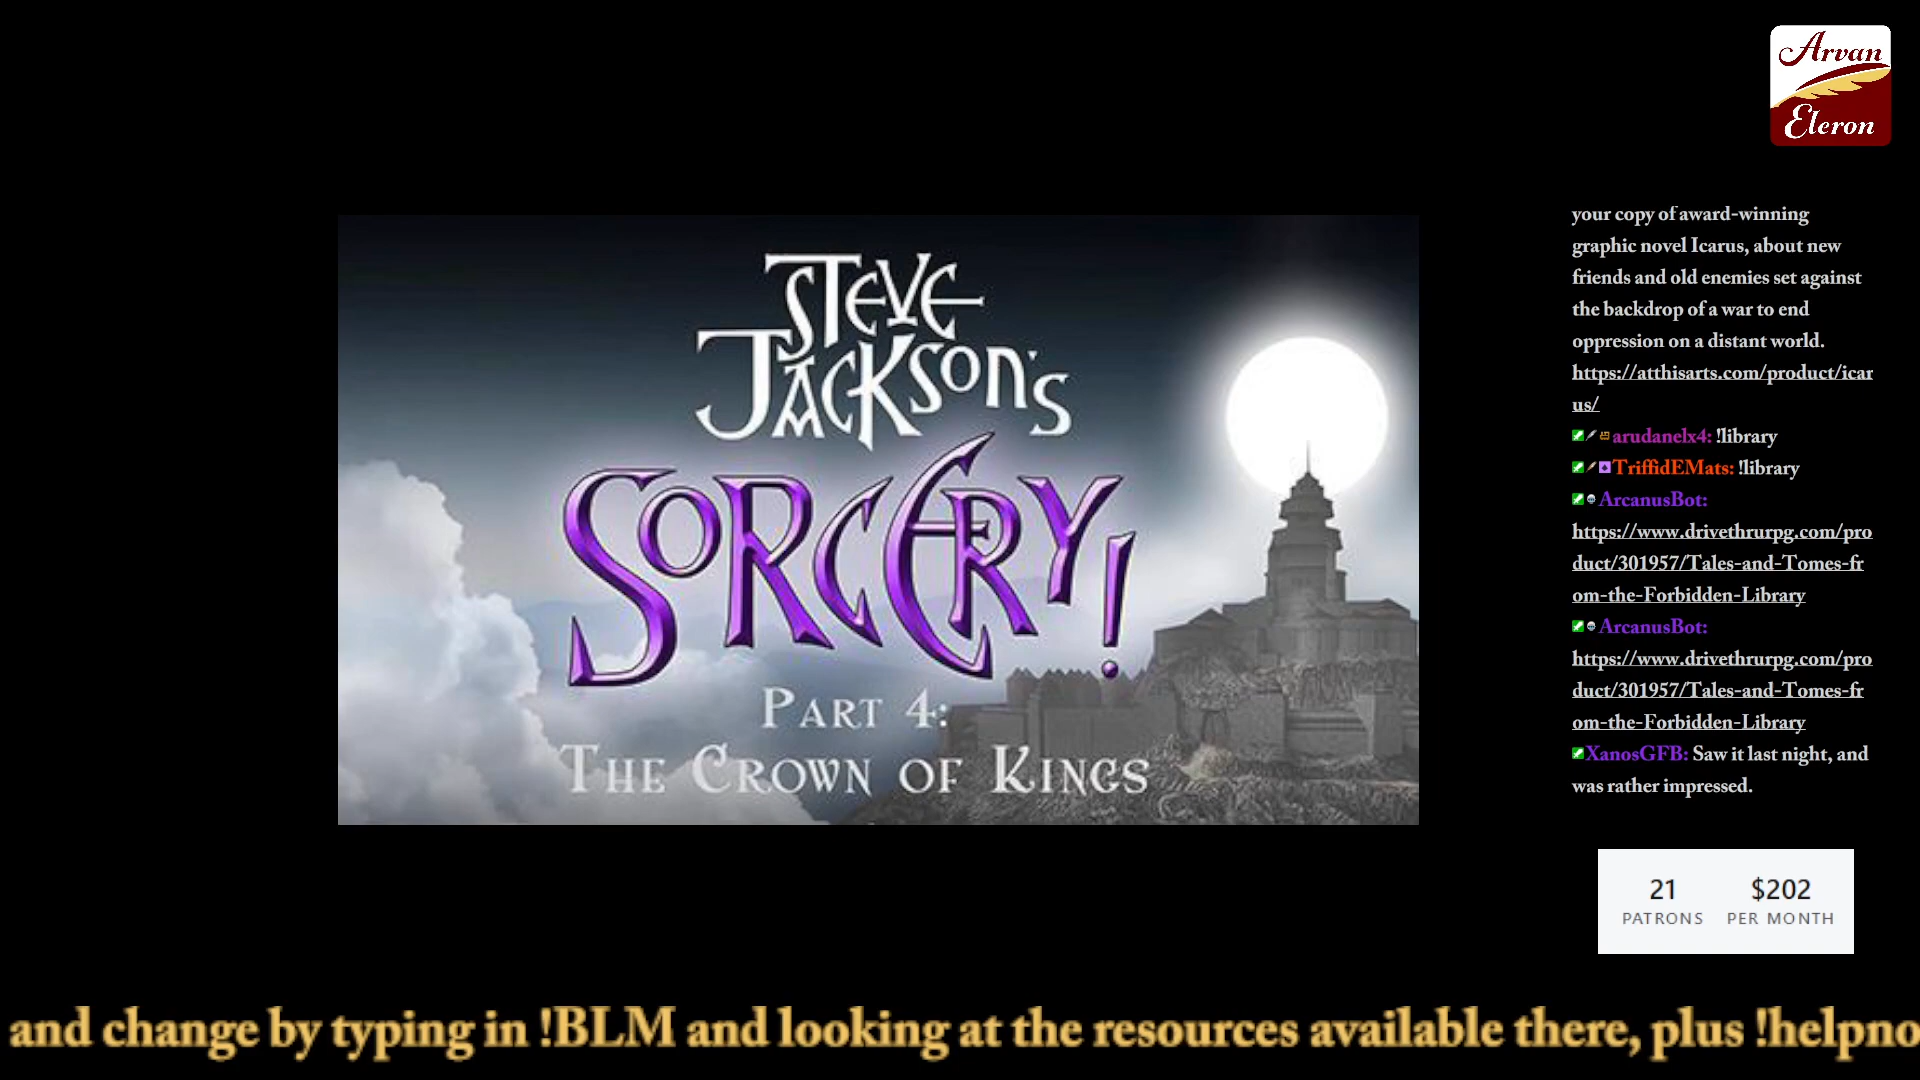 Arvan
Eleron
your copy of award-winning
graphic novel Icarus, about new
friends and old enemies set against
the backdrop of a war to end
oppression on a distant world.
https://atthisarts.com/product/icar
us/
arudanelx4: !library
TriffidEMats: !library
ArcanusBot:
https://www.drivethrurpg.com/pro
duct/301957/Tales-and-Tomes-fr
om-the-Forbidden-Library
ArcanusBot:
https://www.drivethrurpg.com/pro
duct/301957/Tales-and-Tomes-fr
om-the-Forbidden-Library
XanosGFB: Saw it last night, and
was rather impressed.
STEVE
JACKSON'S
SORCERY!
PART 4:
THE CROWN OF KINGS
21 $202
PATRONS PER MONTH
and change by typing in !BLM and looking at the resources available there, plus !helpno